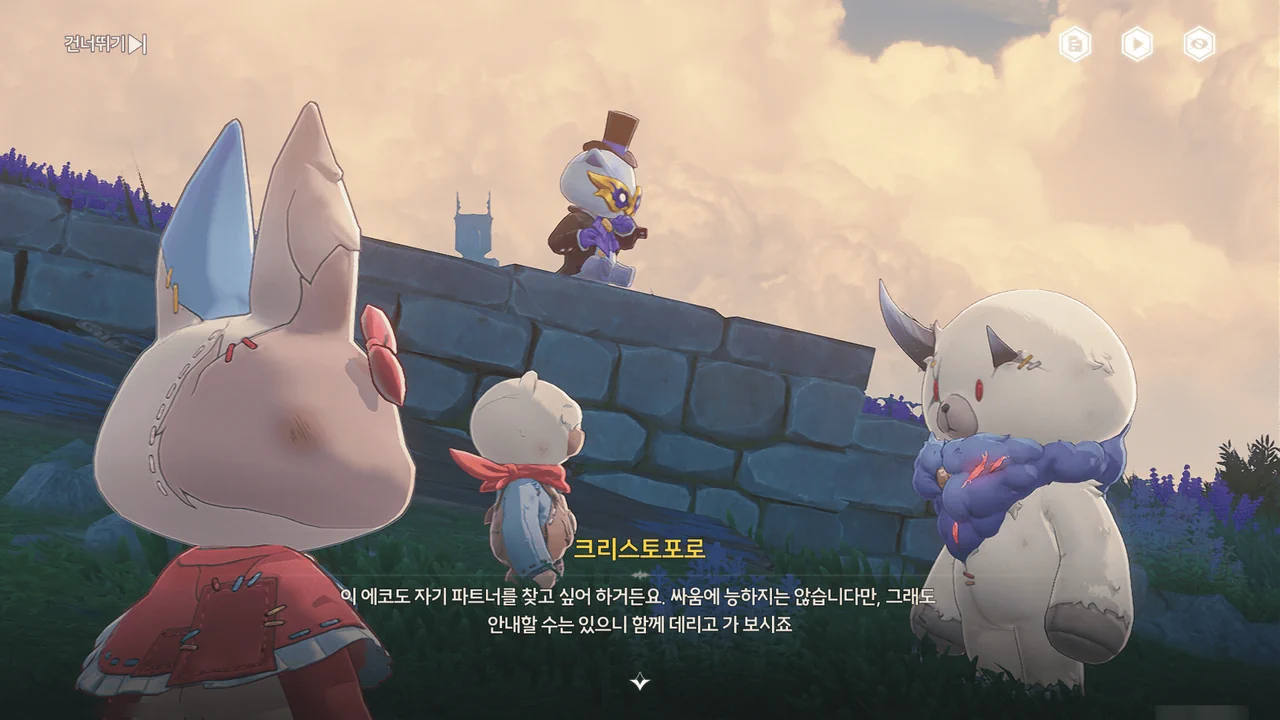 건너뛰기
크리스토포로
이 에코도 자기 파트너를 찾고 싶어 하거든요. 싸움에 능하지는 않습니다만, 그래도
안내할 수는 있으니 함께 데리고 가 보시죠